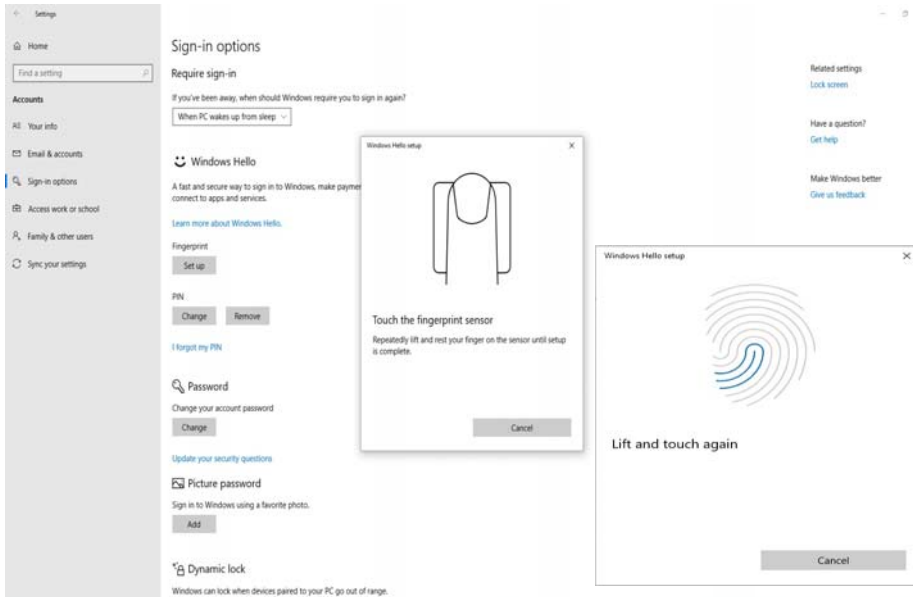 Settings
Home
Find a setting
Accounts
Your info
Email & accounts
Sign-in options
Access work or school
Family & other users
Sync your settings
Sign-in options
Require sign-in
If you've been away, when should Windows require you to sign in again?
When PC wakes up from sleep
Windows Hello
A fast and secure way to sign in to Windows, make paymen
connect to apps and services.
Learn more about Windows Hello.
Fingerprint
Set up
PIN
Change Remove
I forgot my PIN
Password
Change your account password
Change
Update your security questions
Picture password
Sign in to Windows using a favorite photo.
Add
Dynamic lock
Windows can lock when devices paired to your PC go out of range.
Windows Hello setup
Touch the fingerprint sensor
Repeatedly lift and rest your finger on the sensor until setup
is complete.
Cancel
Related settings
Lock screen
Have a question?
Get help
Make Windows better
Give us feedback
Windows Hello setup
Lift and touch again
Cancel